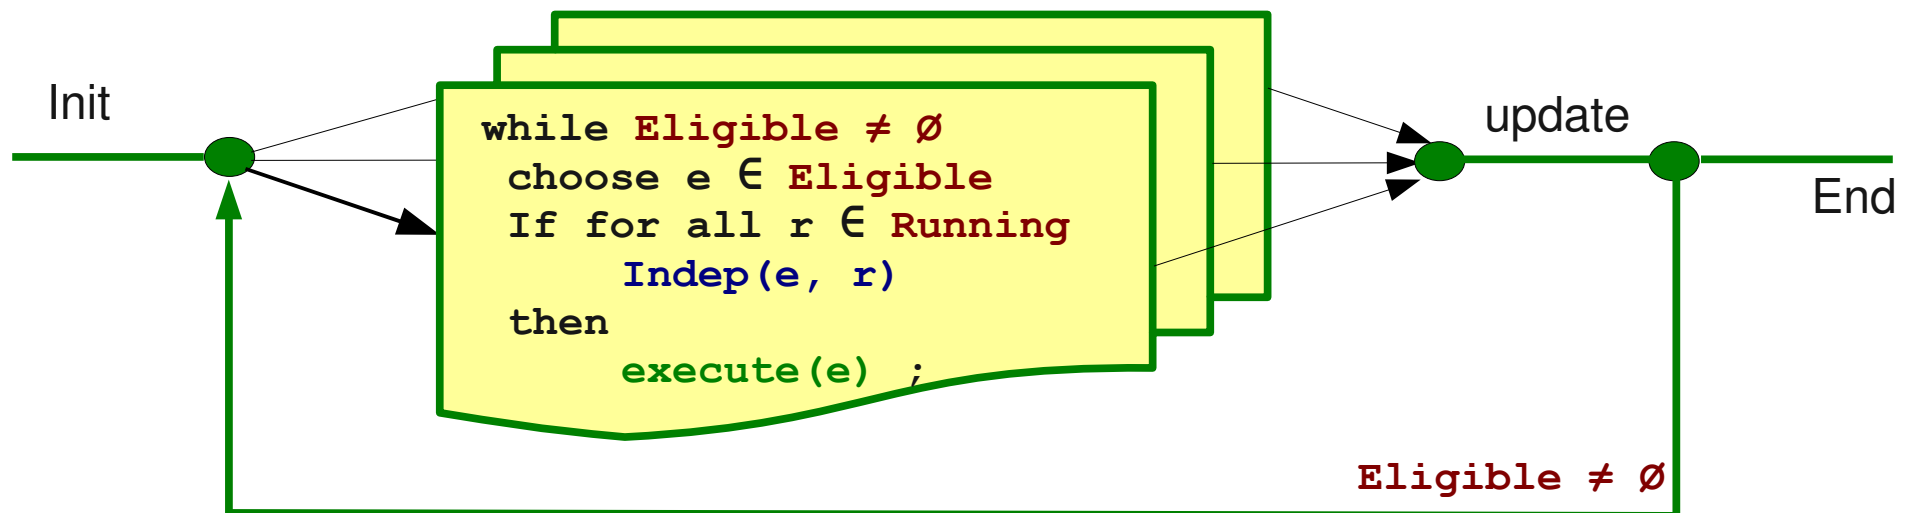 Init
while Eligible ≠ Ø
choose e ∈ Eligible
If for all r ∈ Running
Indep(e, r)
then
execute(e) ;
update
End
Eligible ≠ Ø